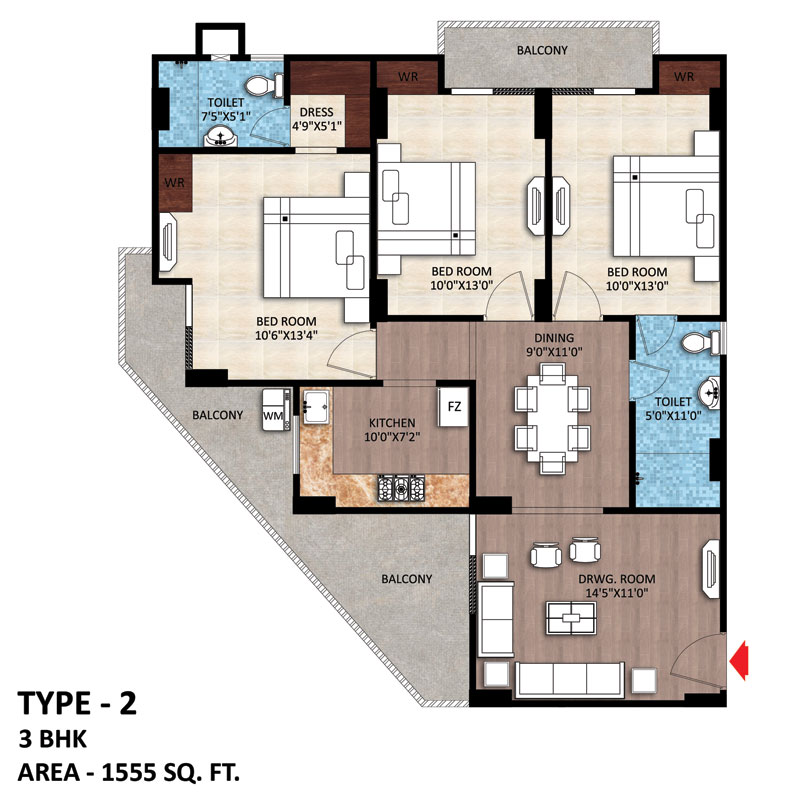 BALCONY
WR
WR
TOILET
7'5"X5'1"
DRESS
4'9"X5'1"
WR
BED ROOM
10'0"X13'0"
BED ROOM
10'0"X13'0"
BED ROOM
10'6"X13'4"
DINING
9'0"X11'0"
TOILET
5'0"X11'0"
BALCONY
WM
KITCHEN
10'0"X7'2"
FZ
BALCONY
DRWG. ROOM
14'5"X11'0"
TYPE - 2
3 BHK
AREA - 1555 SQ. FT.